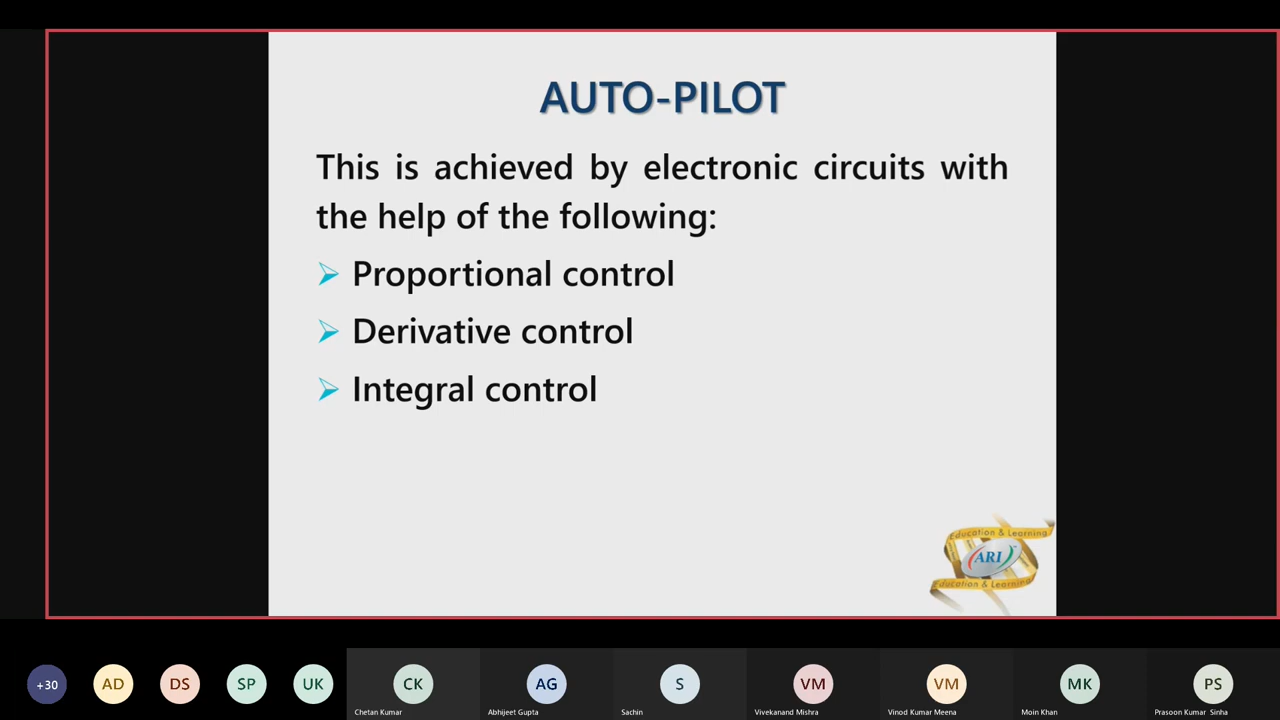 AUTO-PILOT
This is achieved by electronic circuits with
the help of the following:
Proportional control
Derivative control
Integral control
Education & Learning
ARI
Education & Learning
+30
AD
DS
SP
UK
CK
AG
S
VM
VM
MK
PS
Chetan Kumar
Abhijeet Gupta
Sachin
Vivekanand Mishra
Vinod Kumar Meena
Moin Khan
Prasoon Kumar Sinha